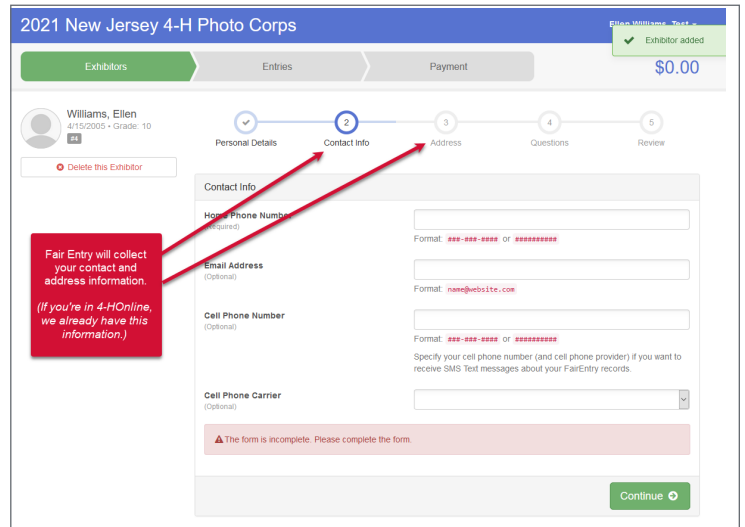 2021 New Jersey 4-H Photo Corps
Ellen Williams, Test
Exhibitor added
Exhibitors
Entries
Payment
$0.00
Williams, Ellen
4/15/2005 • Grade: 10
#4
Delete this Exhibitor
2
3
4
5
Personal Details
Contact Info
Address
Questions
Review
Contact Info
Home Phone Number
(Required)
Format: ###-###-#### or ##########
Fair Entry will collect
your contact and
address information.
(If you're in 4-HOnline,
we already have this
information.)
Email Address
(Optional)
Format: name@website.com
Cell Phone Number
(Optional)
Format: ###-###-#### or ##########
Specify your cell phone number (and cell phone provider) if you want to
receive SMS Text messages about your FairEntry records.
Cell Phone Carrier
(Optional)
The form is incomplete. Please complete the form.
Continue